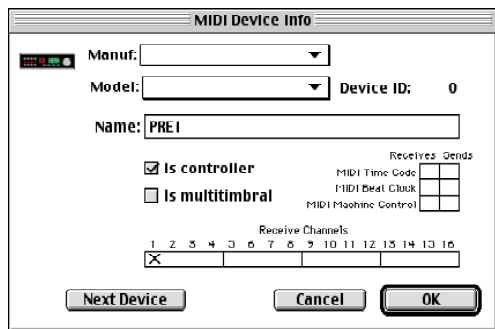 MIDI Device Info
Manuf:
Model: Device ID: 0
Name: PRE1
Is controller
Is multitimbral
Receives Sends
MIDI Time Code
MIDI Beat Clock
MIDI Machine Control
Receive Channels
1 2 3 4 5 6 7 8 9 10 11 12 13 14 15 16
Next Device Cancel OK